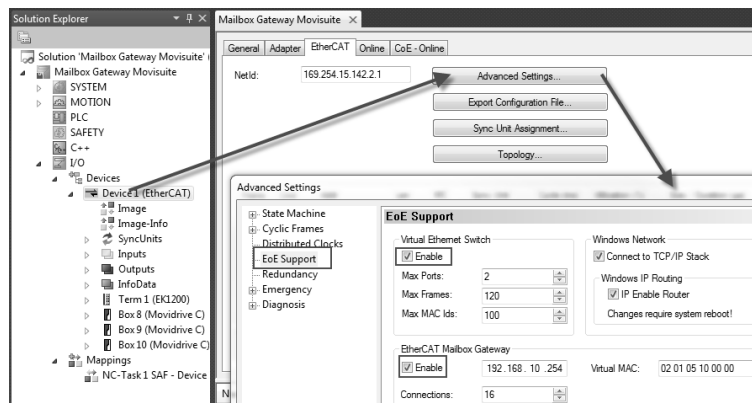 Solution Explorer
Solution 'Mailbox Gateway Movisuite'
Mailbox Gateway Movisuite
SYSTEM
MOTION
PLC
SAFETY
C++
I/O
Devices
Device 1 (EtherCAT)
Image
Image-Info
SyncUnits
Inputs
Outputs
InfoData
Term 1 (EK1200)
Box 8 (Movidrive C)
Box 9 (Movidrive C)
Box 10 (Movidrive C)
Mappings
NC-Task 1 SAF - Device
Mailbox Gateway Movisuite
General Adapter EtherCAT Online CoE - Online
NetId: 169.254.15.142.2.1
Advanced Settings...
Export Configuration File...
Sync Unit Assignment...
Topology...
Advanced Settings
State Machine
Cyclic Frames
Distributed Clocks
EoE Support
Redundancy
Emergency
Diagnosis
EoE Support
Virtual Ethernet Switch
Enable
Max Ports: 2
Max Frames: 120
Max MAC Ids: 100
Windows Network
Connect to TCP/IP Stack
Windows IP Routing
IP Enable Router
Changes require system reboot!
EtherCAT Mailbox Gateway
Enable 192 . 168 . 10 . 254 Virtual MAC: 02 01 05 10 00 00
Connections: 16